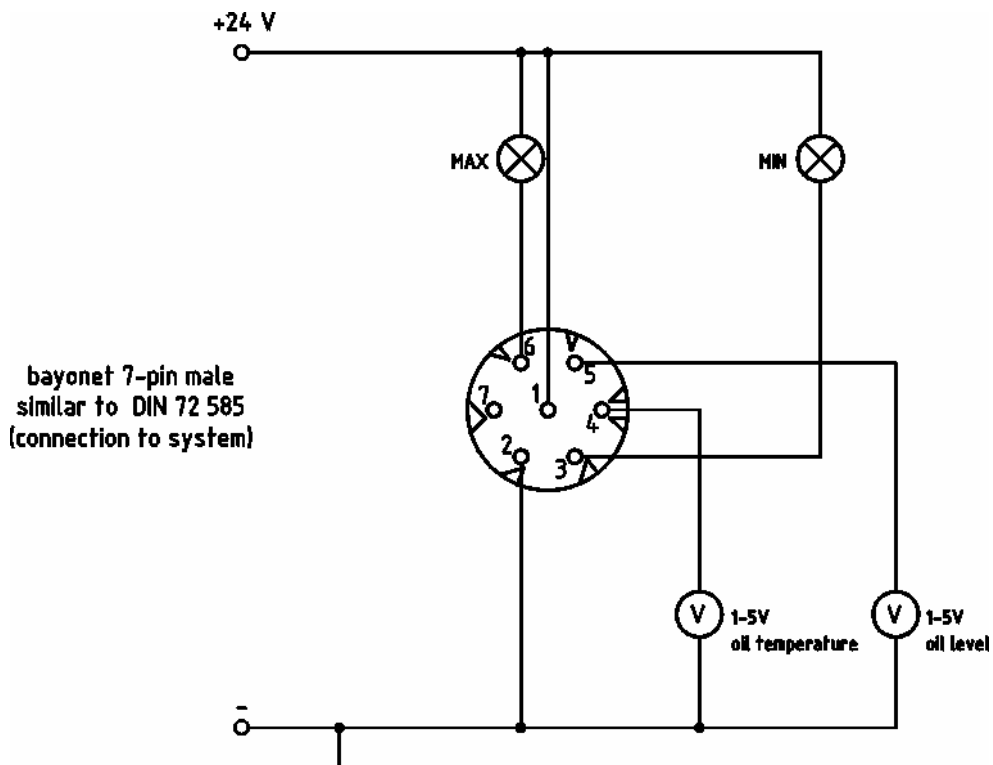 +24 V
MAX
MIN
6
5
bayonet 7-pin male
similar to DIN 72 585
(connection to system)
7
1
4
2
3
V
1-5V
oil temperature
V
1-5V
oil level
-